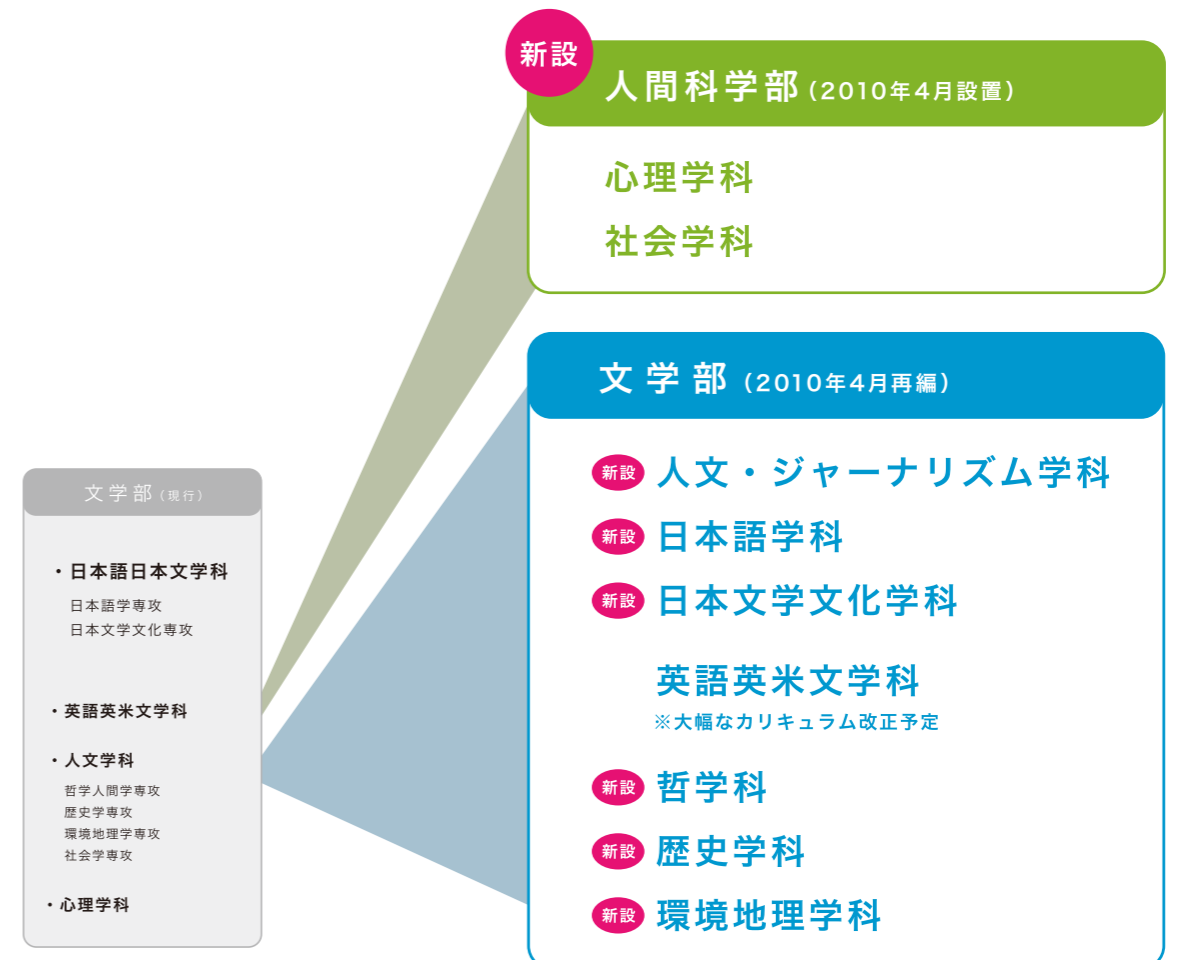 新設
人間科学部（2010年4月設置）
心理学科
社会学科
文学部（2010年4月再編）
新設 人文・ジャーナリズム学科
新設 日本語学科
新設 日本文学文化学科
英語英米文学科
※大幅なカリキュラム改正予定
新設 哲学科
新設 歴史学科
新設 環境地理学科
文学部（現行）
・日本語日本文学科
日本語学専攻
日本文学文化専攻
・英語英米文学科
・人文学科
哲学人間学専攻
歴史学専攻
環境地理学専攻
社会学専攻
・心理学科